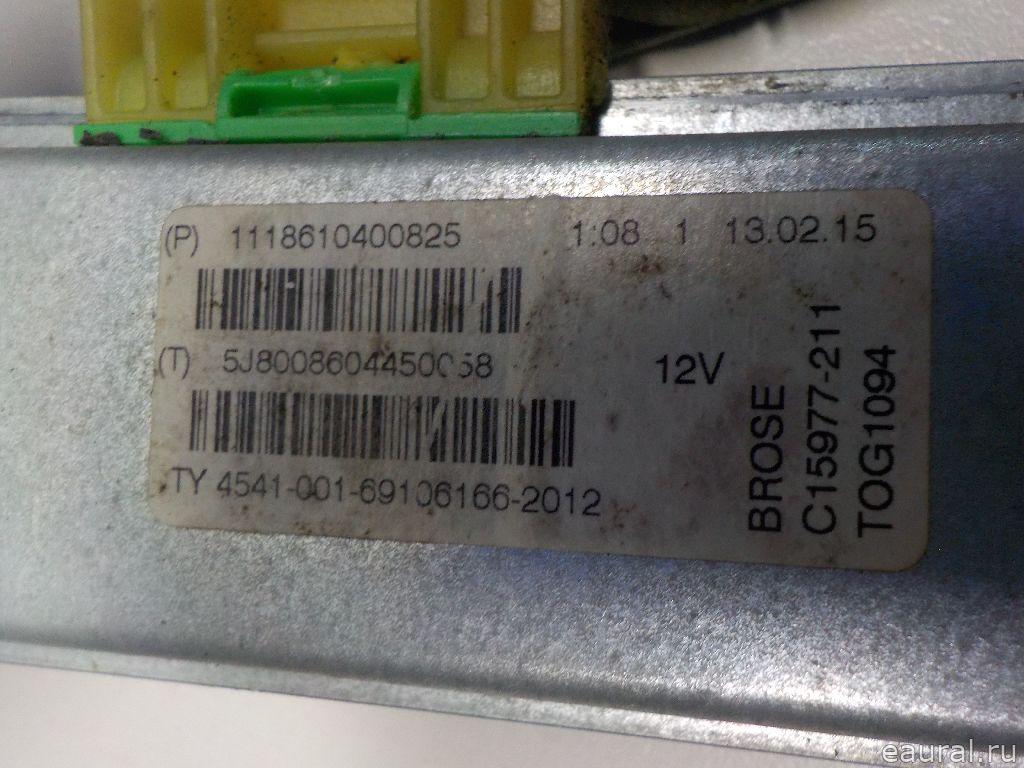 (P) 1118610400825 1:08 1 13.02.15
(T) 12V
TY 4541-001-69106166-2012
BROSE
C15977-211
TOG1094
eaural.ru